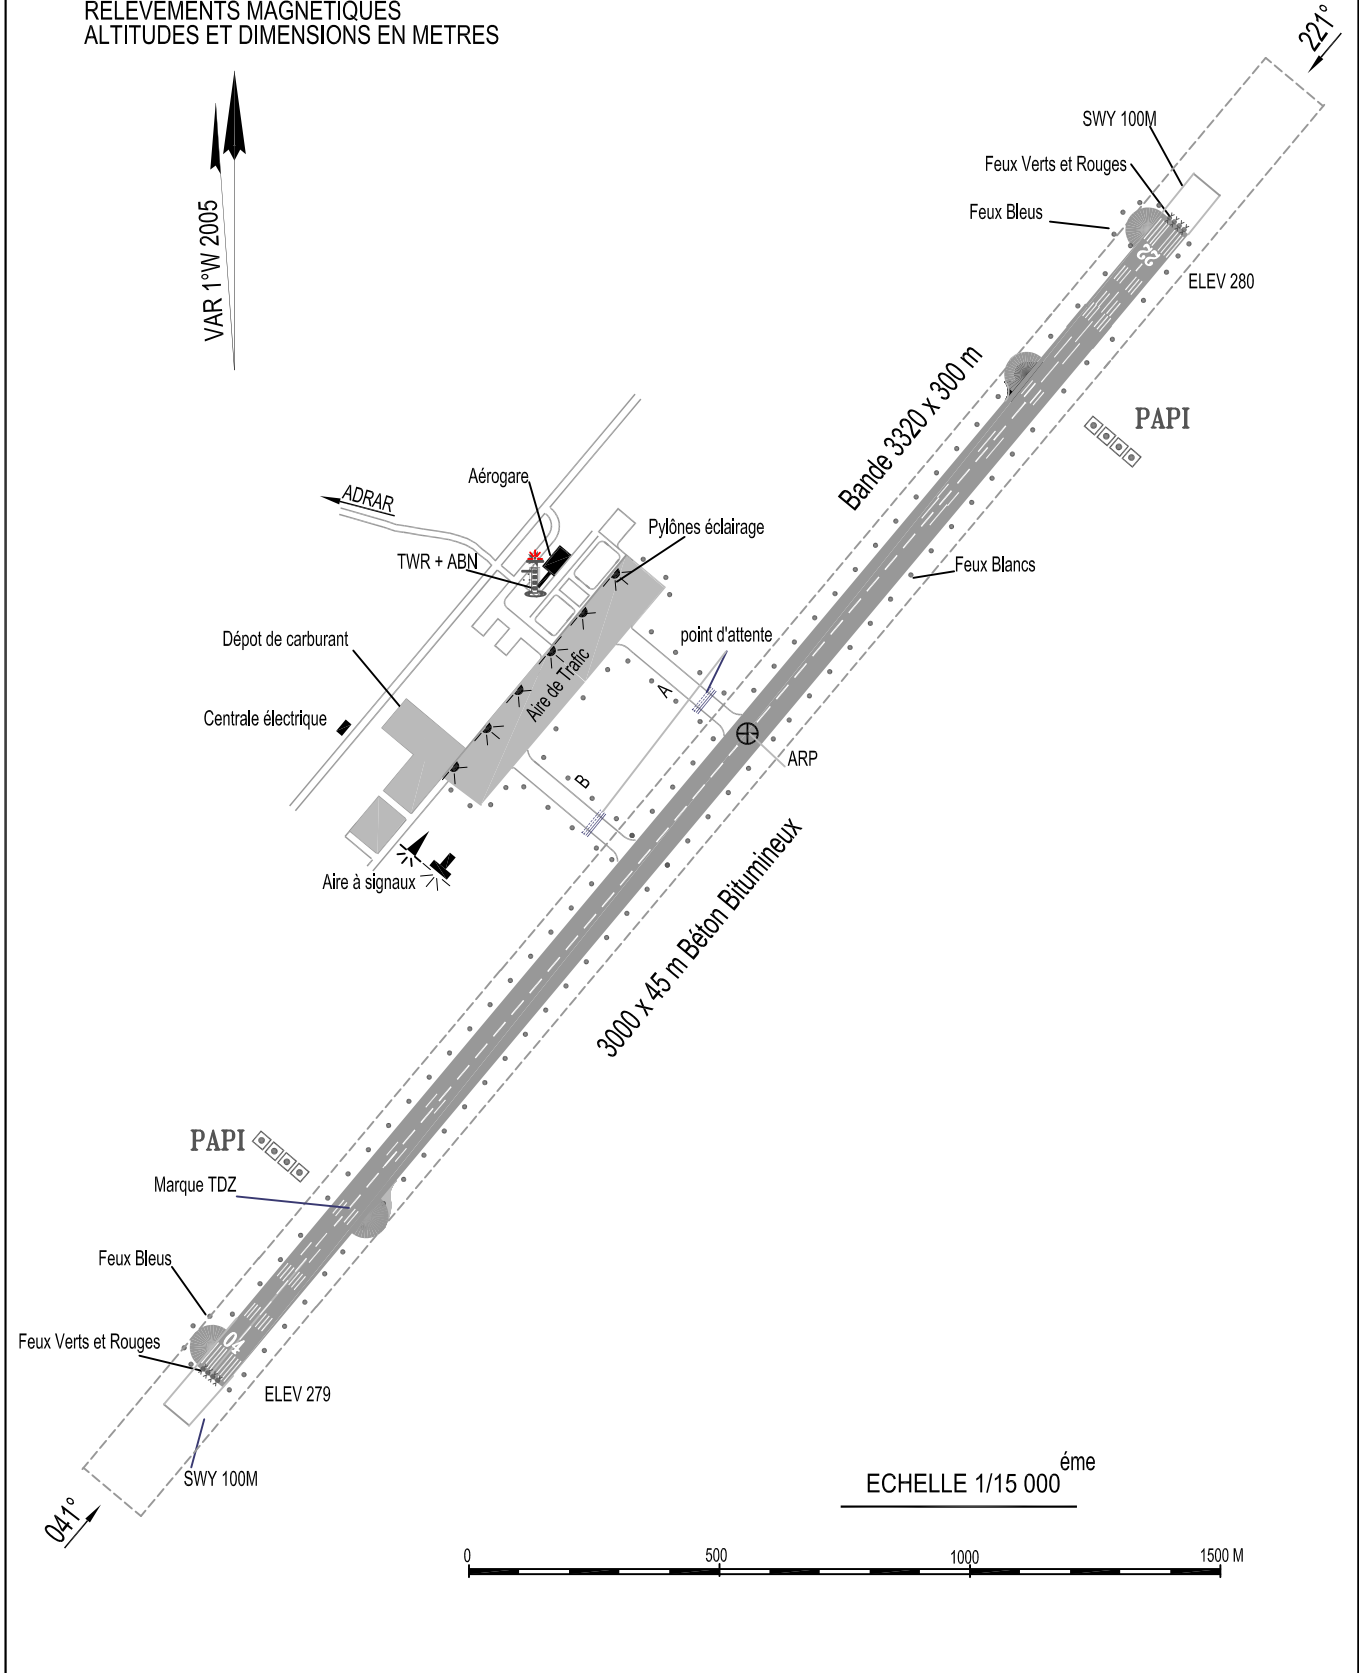 RELEVEMENTS MAGNETIQUES
ALTITUDES ET DIMENSIONS EN METRES
221°
VAR 1°W 2005
SWY 100M
Feux Verts et Rouges
Feux Bleus
22
ELEV 280
Bande 3320 x 300 m
PAPI
ADRAR
Aérogare
Pylônes éclairage
TWR + ABN
Feux Blancs
Dépot de carburant
point d'attente
Aire de Trafic
A
Centrale électrique
ARP
B
Aire à signaux
3000 x 45 m Béton Bitumineux
PAPI
Marque TDZ
Feux Bleus
04
Feux Verts et Rouges
ELEV 279
SWY 100M
041°
ECHELLE 1/15 000 éme
0 500 1000 1500 M